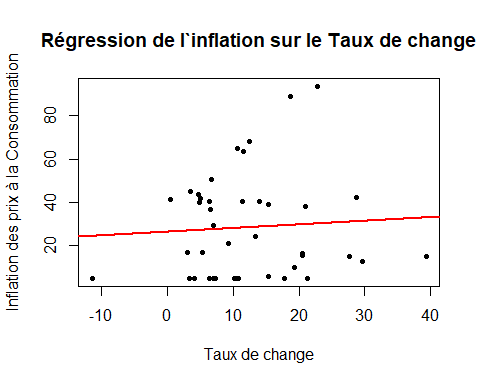 Régression de l`inflation sur le Taux de change
Inflation des prix à la Consommation
80
60
40
20
-10 0 10 20 30 40
Taux de change